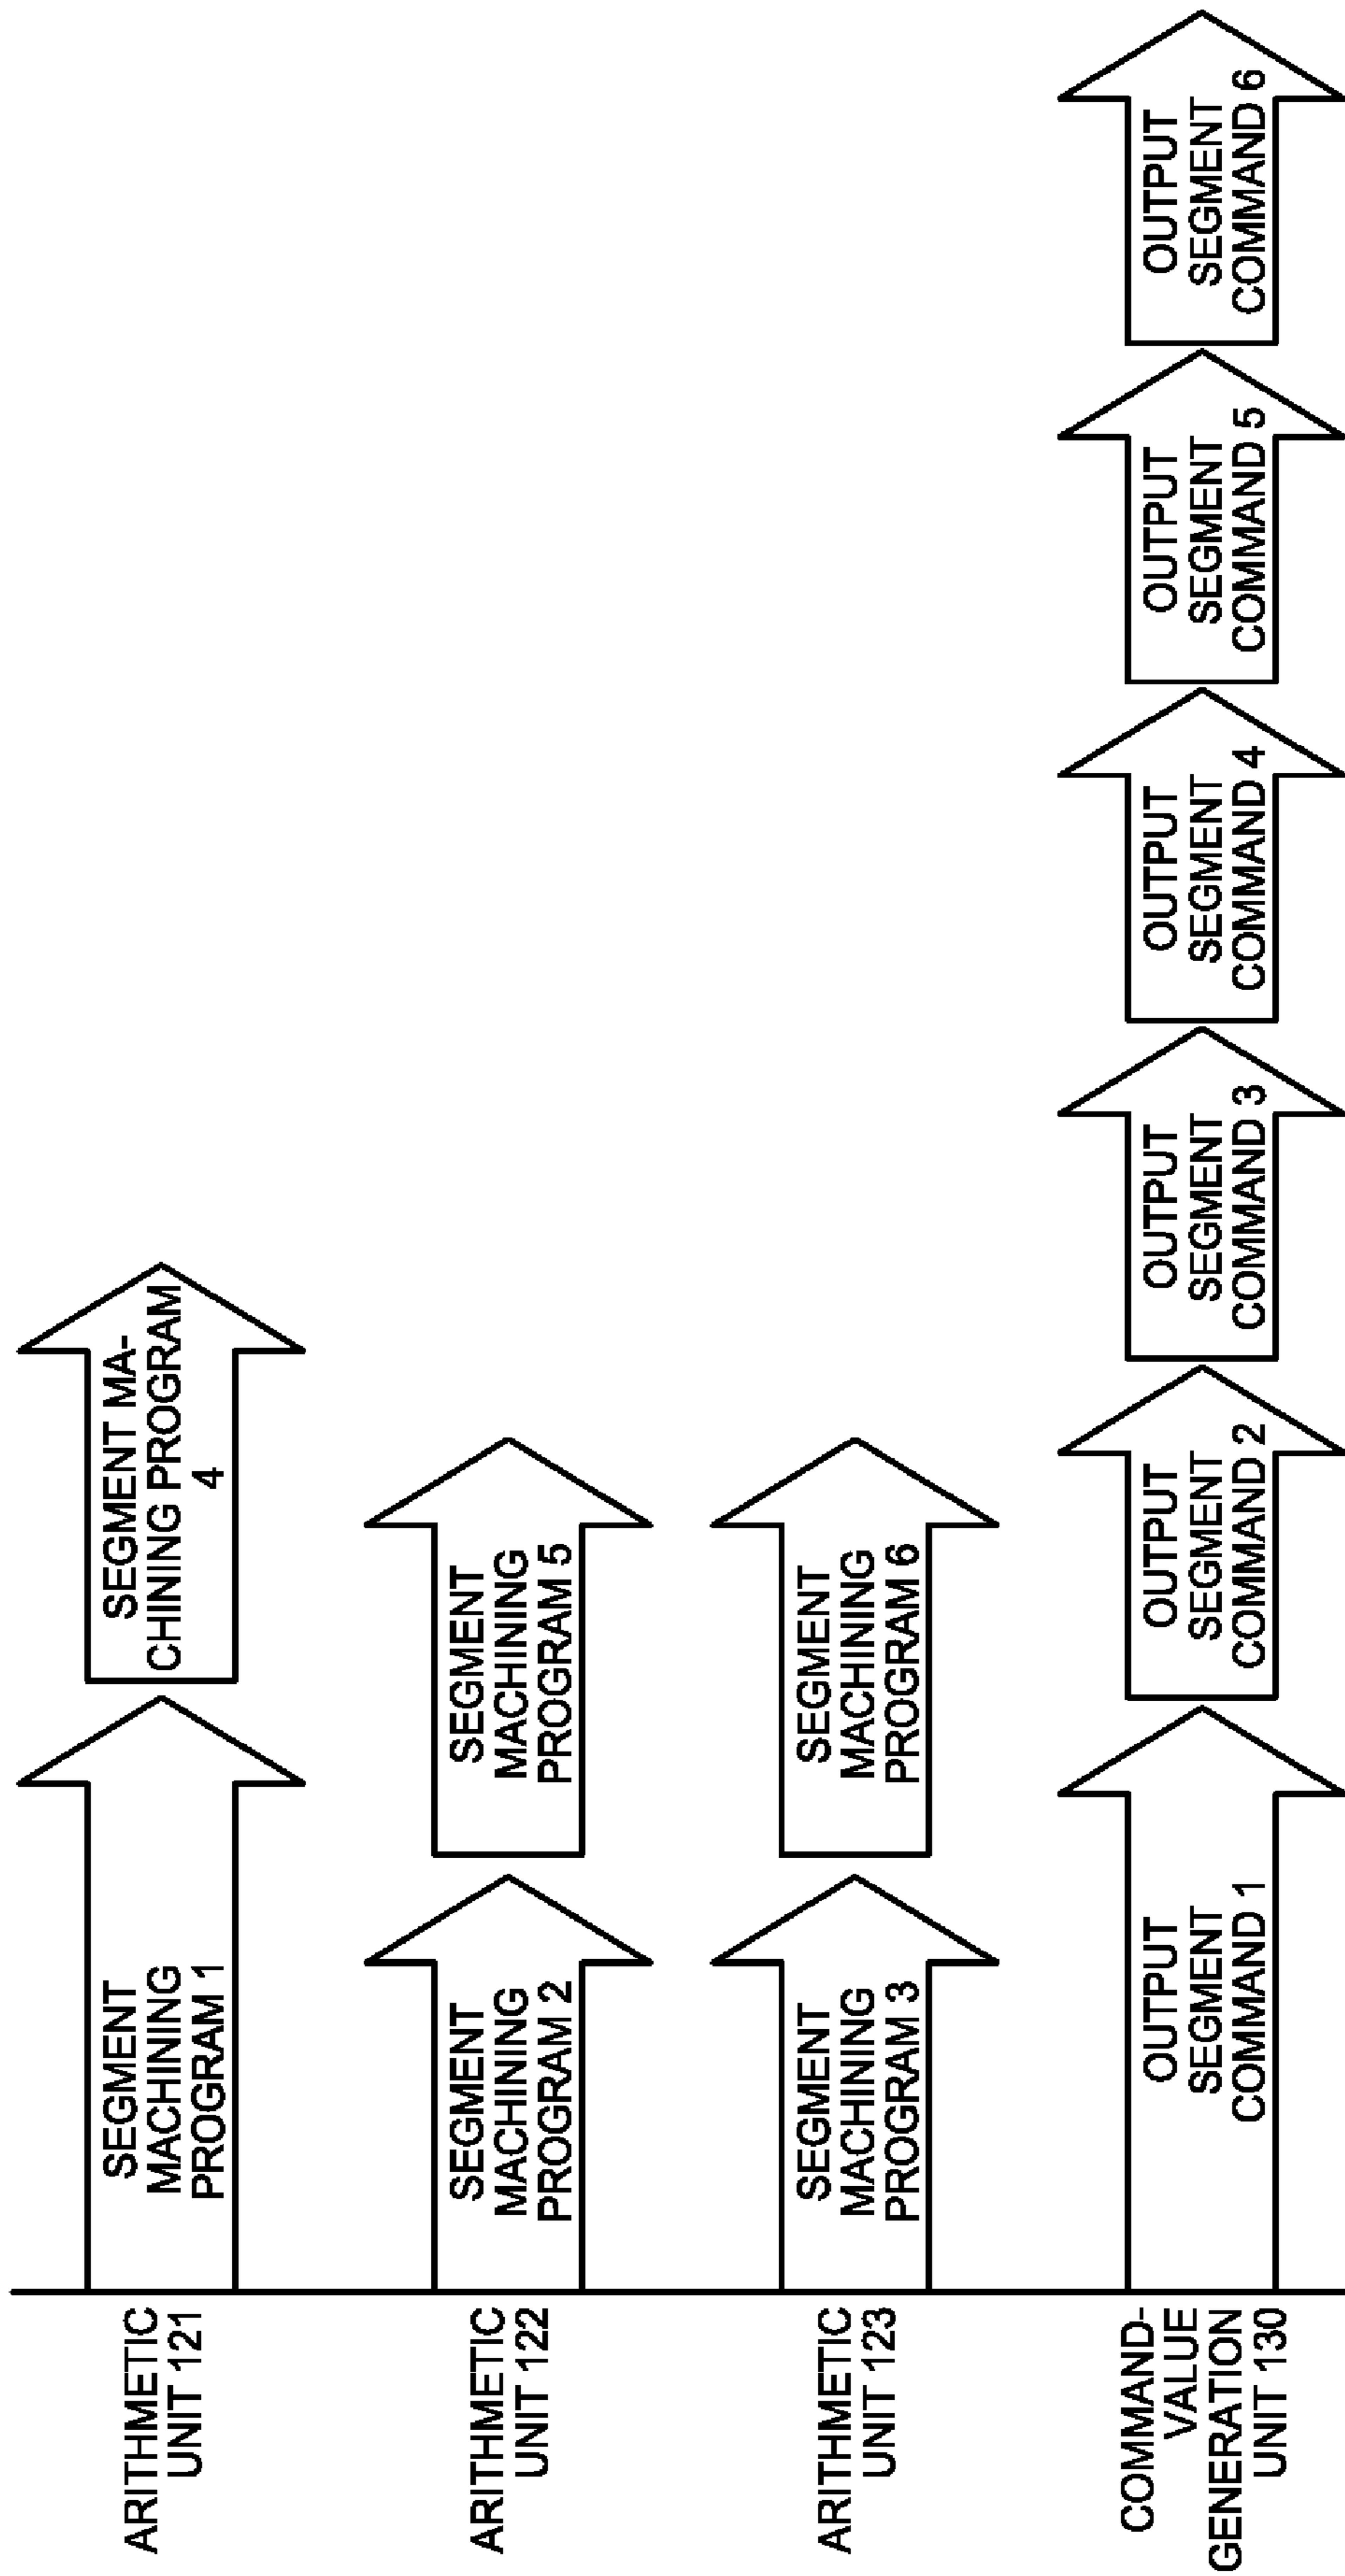 ARITHMETIC
UNIT 121
SEGMENT
MACHINING
PROGRAM 1
SEGMENT MA-
CHINING PROGRAM
4
ARITHMETIC
UNIT 122
SEGMENT
MACHINING
PROGRAM 2
SEGMENT
MACHINING
PROGRAM 5
ARITHMETIC
UNIT 123
SEGMENT
MACHINING
PROGRAM 3
SEGMENT
MACHINING
PROGRAM 6
COMMAND-
VALUE
GENERATION
UNIT 130
OUTPUT
SEGMENT
COMMAND 1
OUTPUT
SEGMENT
COMMAND 2
OUTPUT
SEGMENT
COMMAND 3
OUTPUT
SEGMENT
COMMAND 4
OUTPUT
SEGMENT
COMMAND 5
OUTPUT
SEGMENT
COMMAND 6